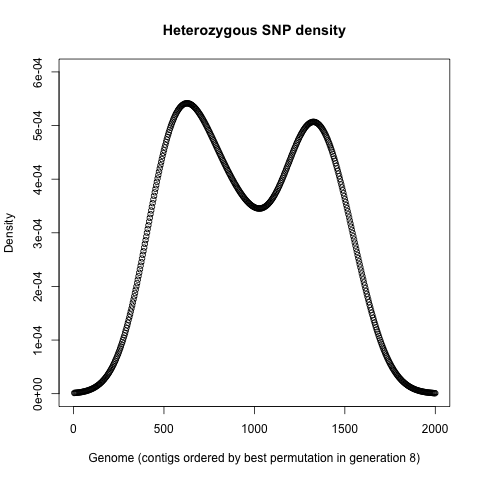 Heterozygous SNP density
6e-04
5e-04
4e-04
3e-04
2e-04
1e-04
0e+00
Density
0 500 1000 1500 2000
Genome (contigs ordered by best permutation in generation 8)